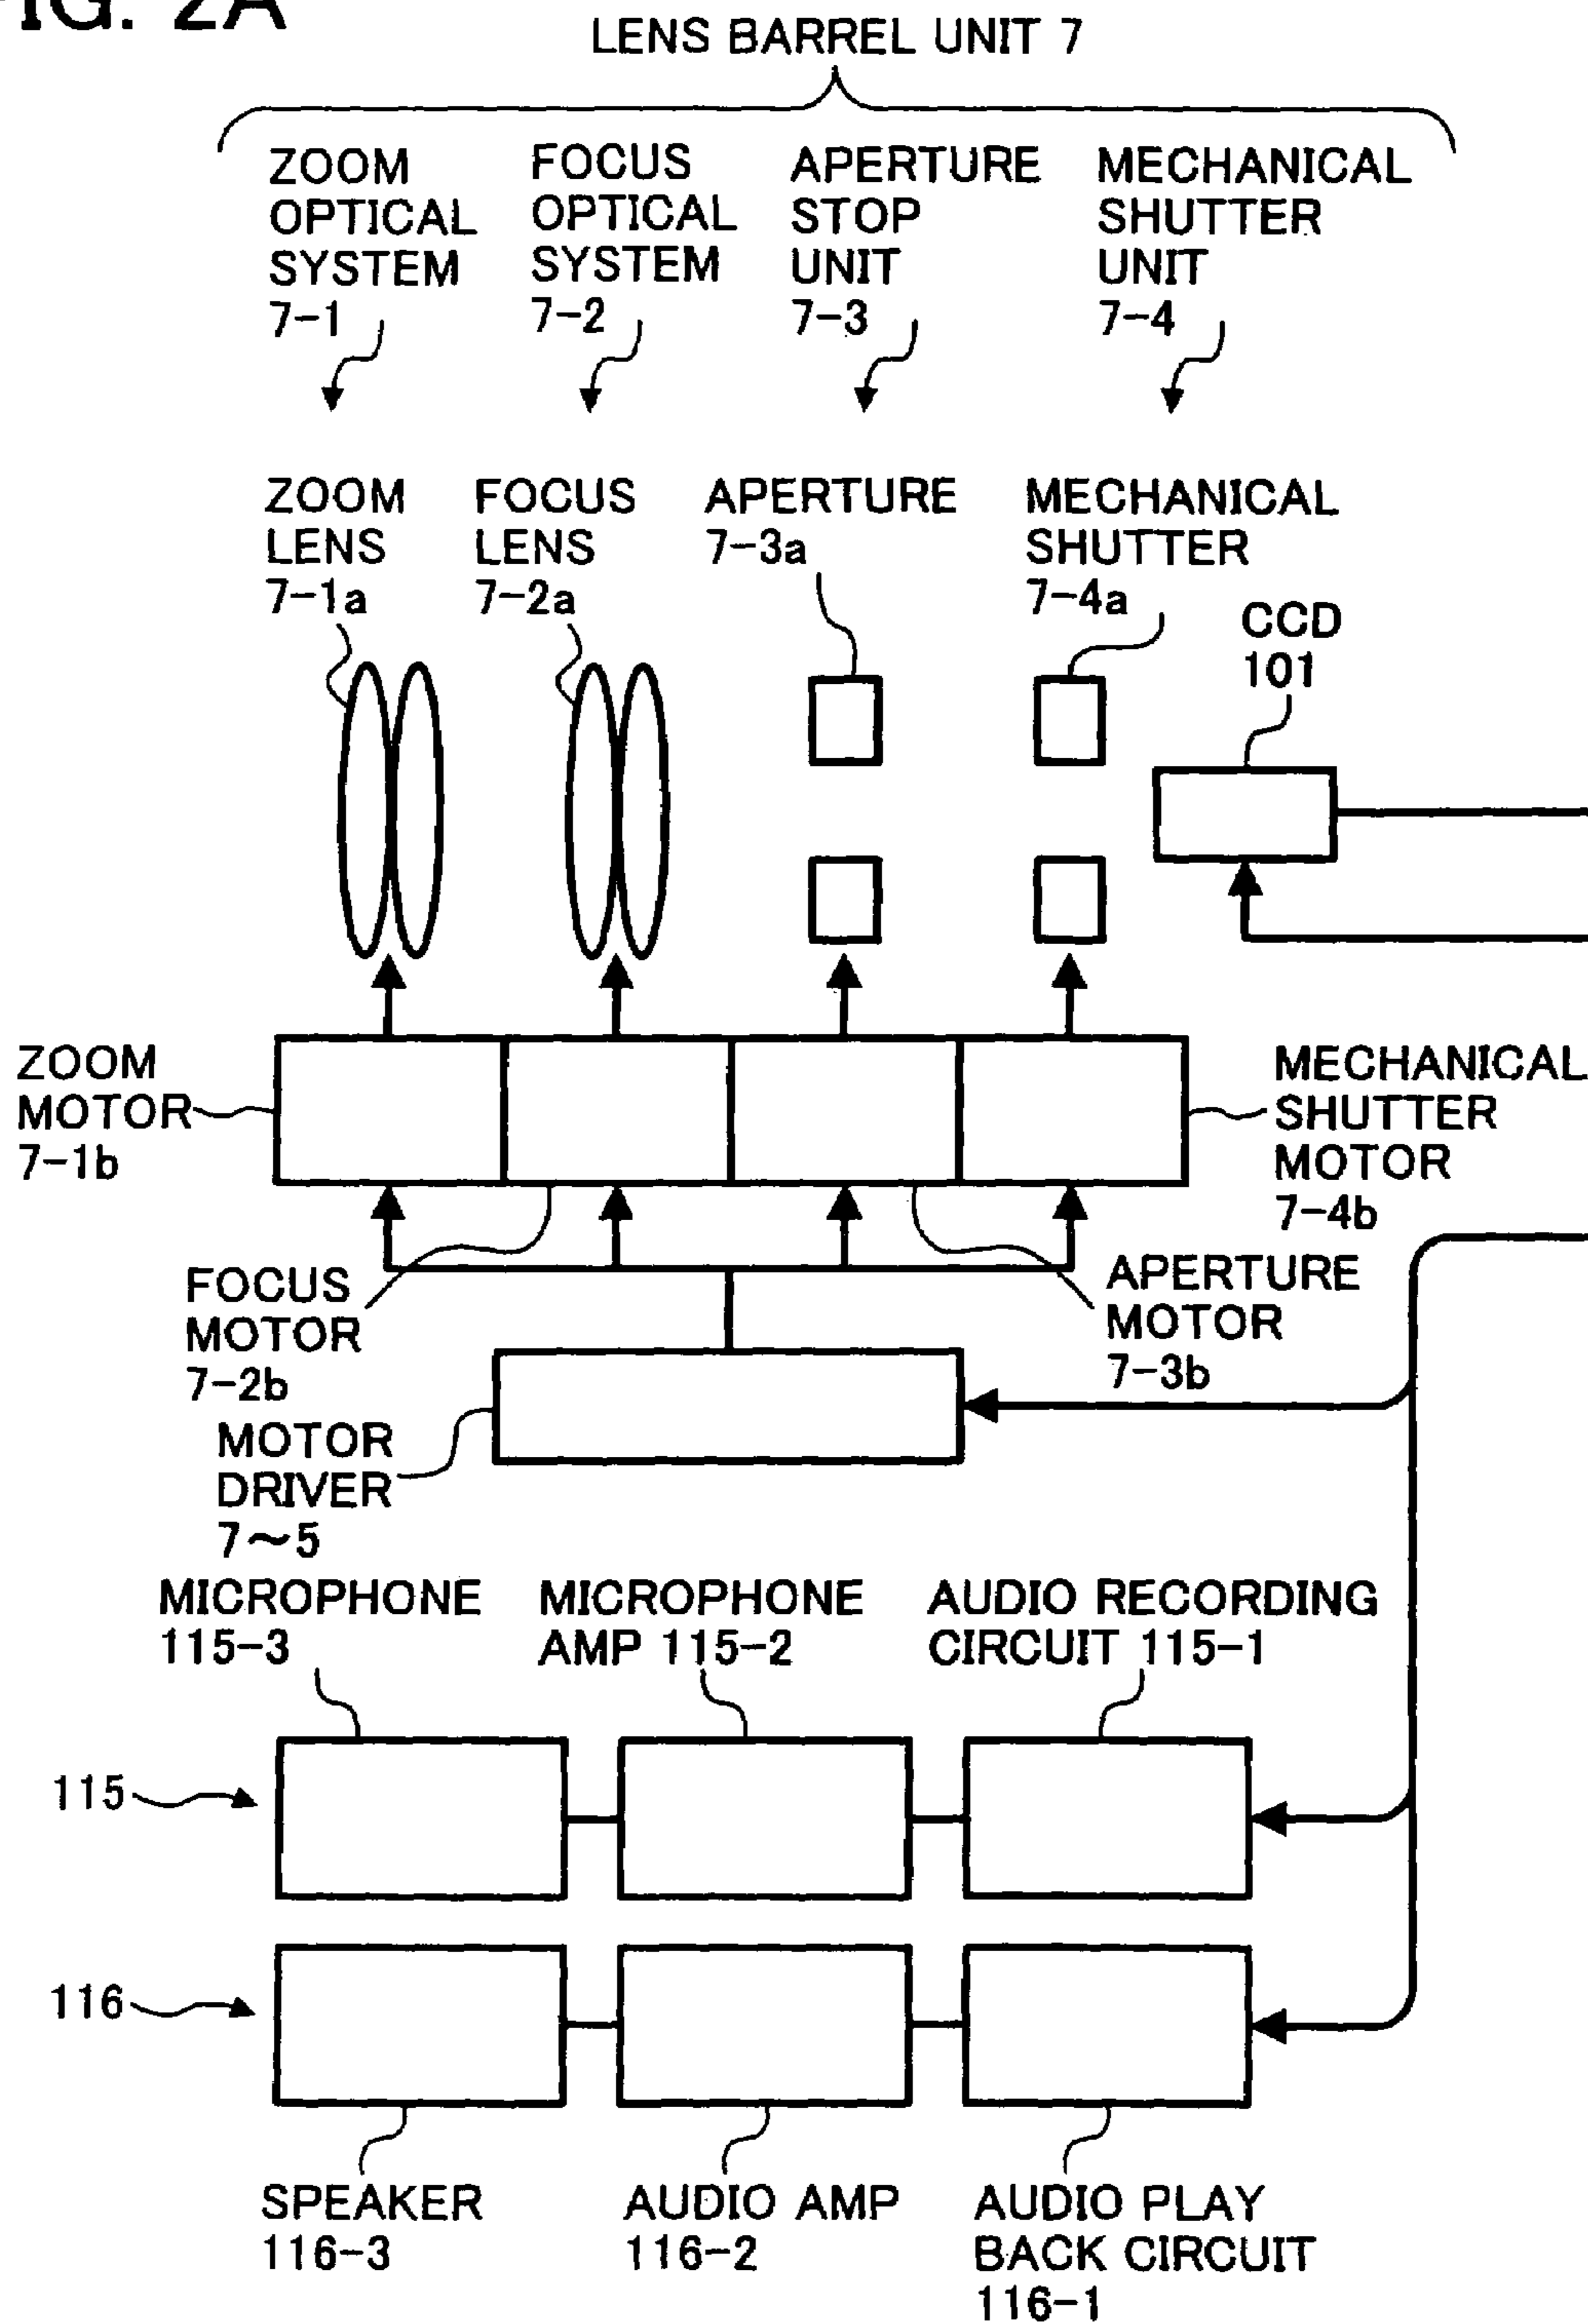 FIG. 2A
LENS BARREL UNIT 7
ZOOM
OPTICAL
SYSTEM
7-1
FOCUS
OPTICAL
SYSTEM
7-2
APERTURE
STOP
UNIT
7-3
MECHANICAL
SHUTTER
UNIT
7-4
ZOOM
LENS
7-1a
FOCUS
LENS
7-2a
APERTURE
7-3a
MECHANICAL
SHUTTER
7-4a
CCD
101
ZOOM
MOTOR
7-1b
MECHANICAL
SHUTTER
MOTOR
7-4b
FOCUS
MOTOR
7-2b
APERTURE
MOTOR
7-3b
MOTOR
DRIVER
7~5
MICROPHONE
115-3
MICROPHONE
AMP 115-2
AUDIO RECORDING
CIRCUIT 115-1
115
116
SPEAKER
116-3
AUDIO AMP
116-2
AUDIO PLAY
BACK CIRCUIT
116-1